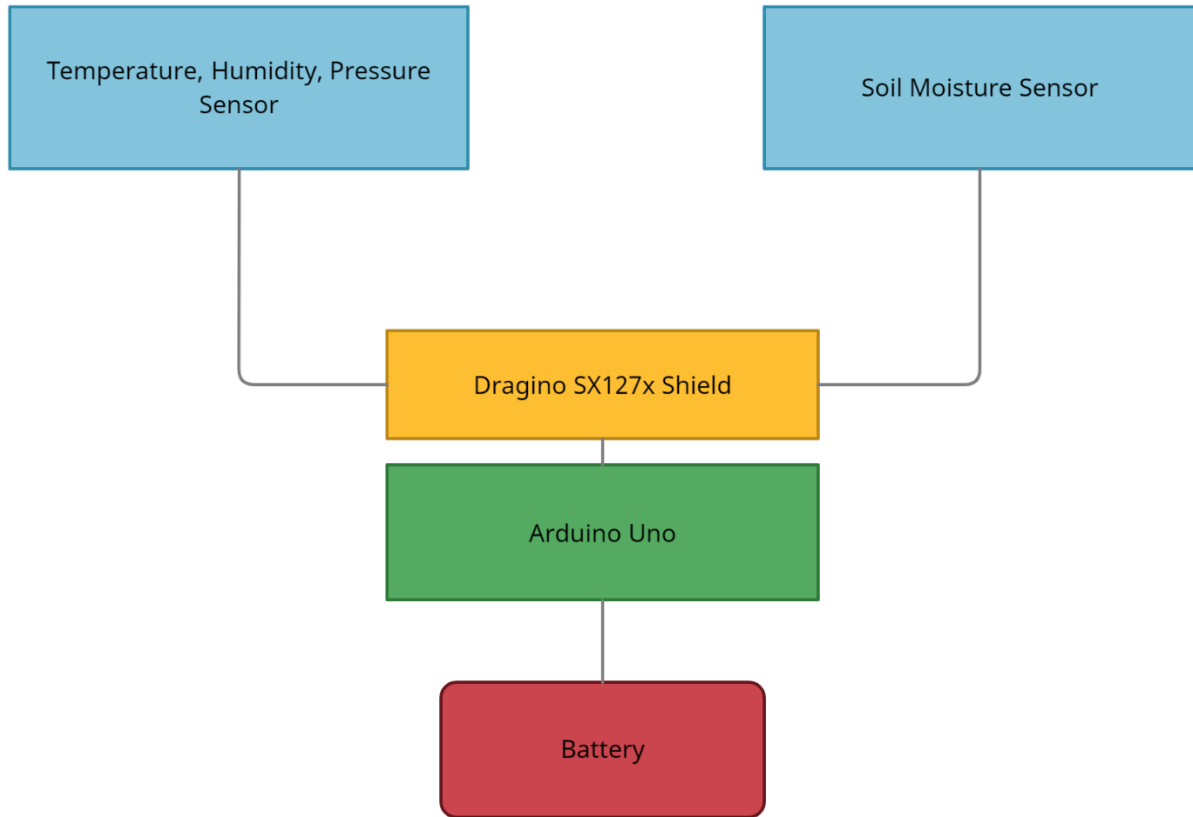 Temperature, Humidity, Pressure
Sensor
Soil Moisture Sensor
Dragino SX127x Shield
Arduino Uno
Battery